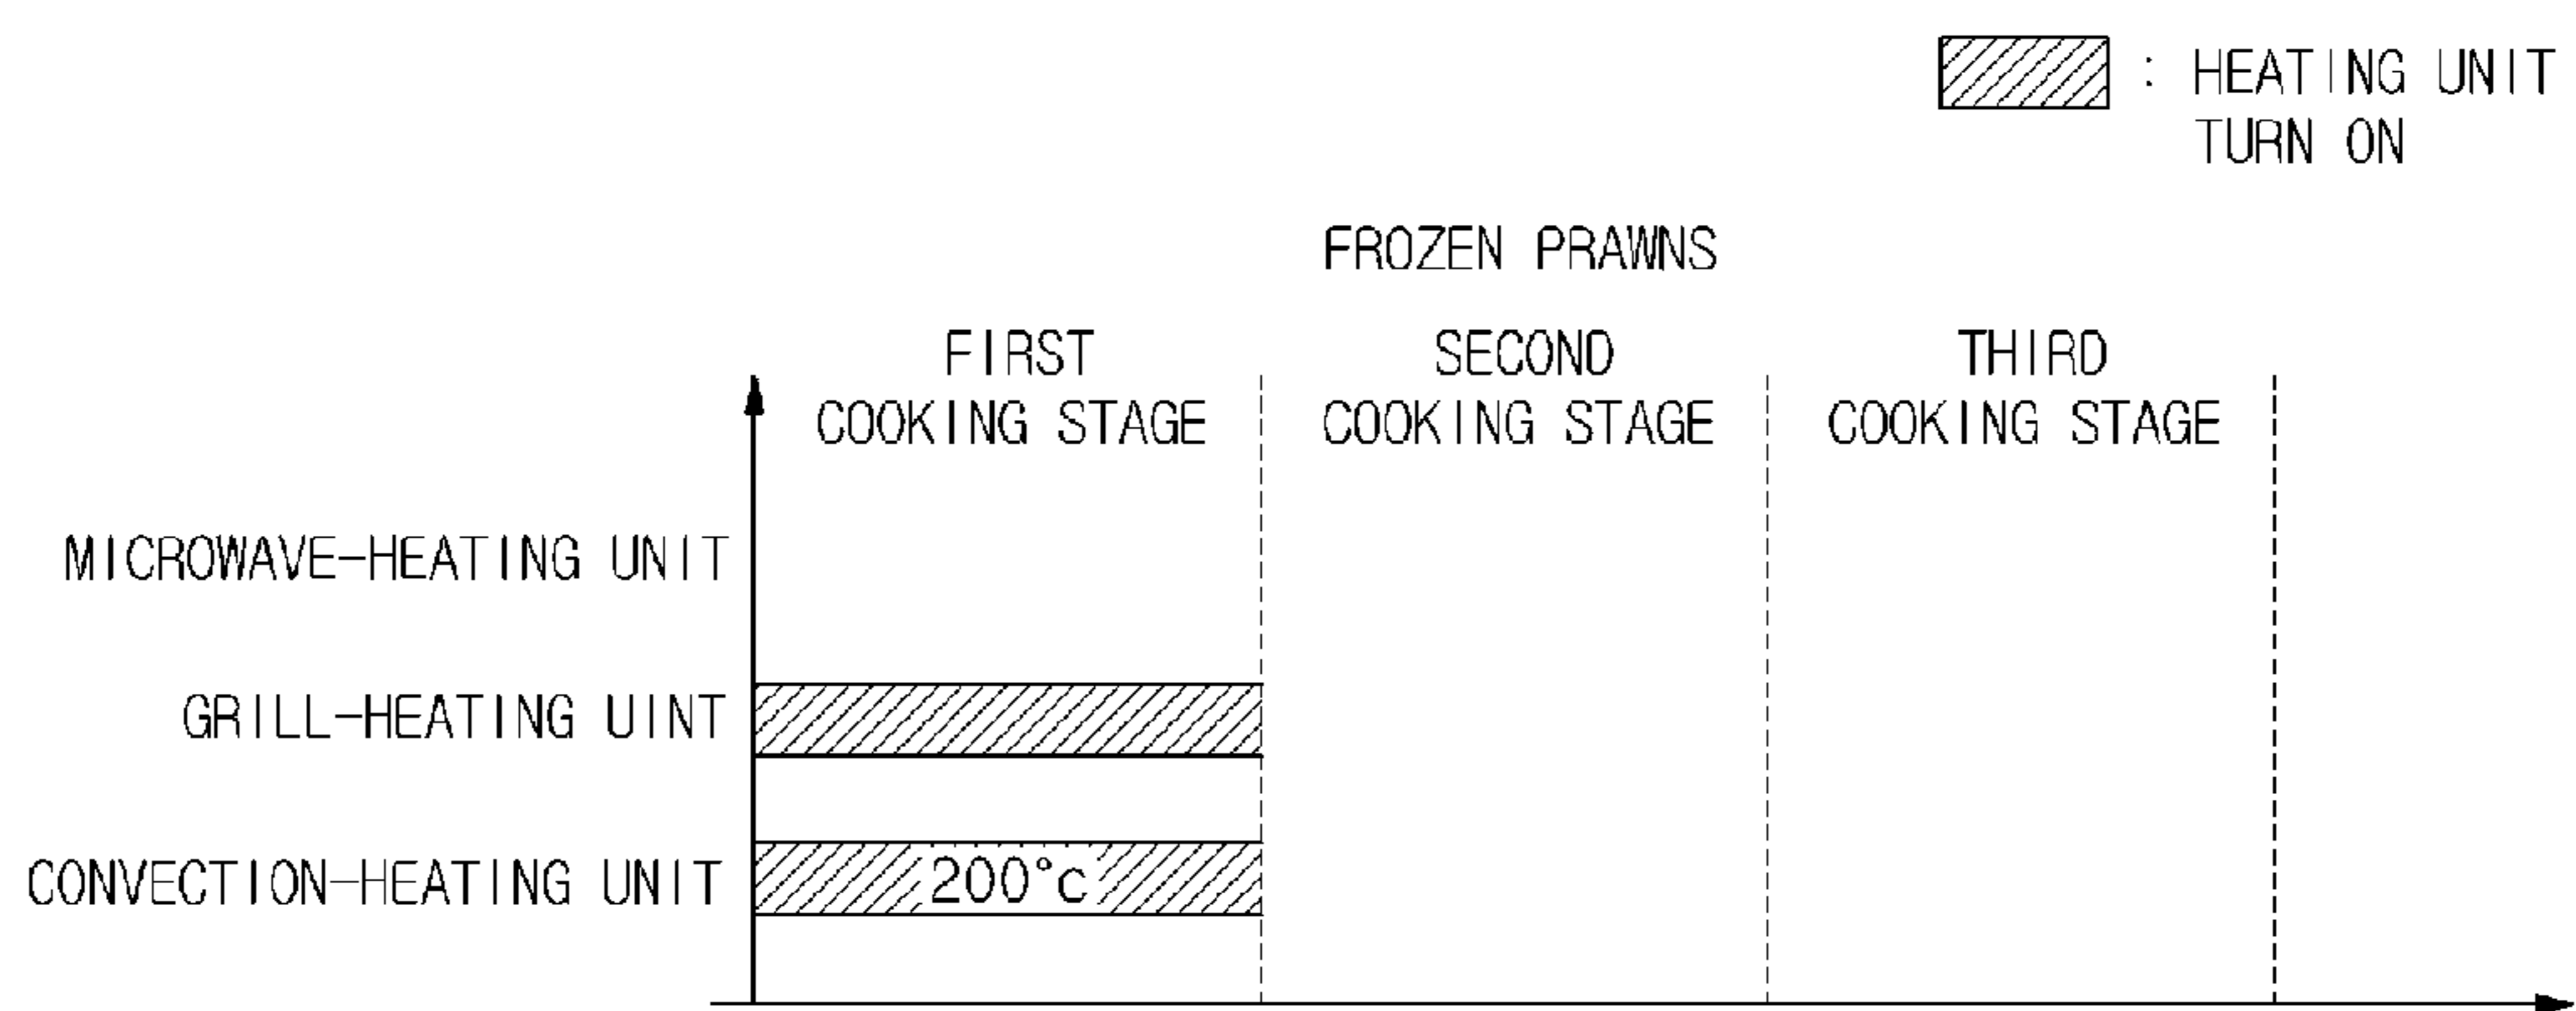 : HEATING UNIT
TURN ON
FROZEN PRAWNS
FIRST
COOKING STAGE
SECOND
COOKING STAGE
THIRD
COOKING STAGE
MICROWAVE-HEATING UNIT
GRILL-HEATING UINT
CONVECTION-HEATING UNIT
200°c